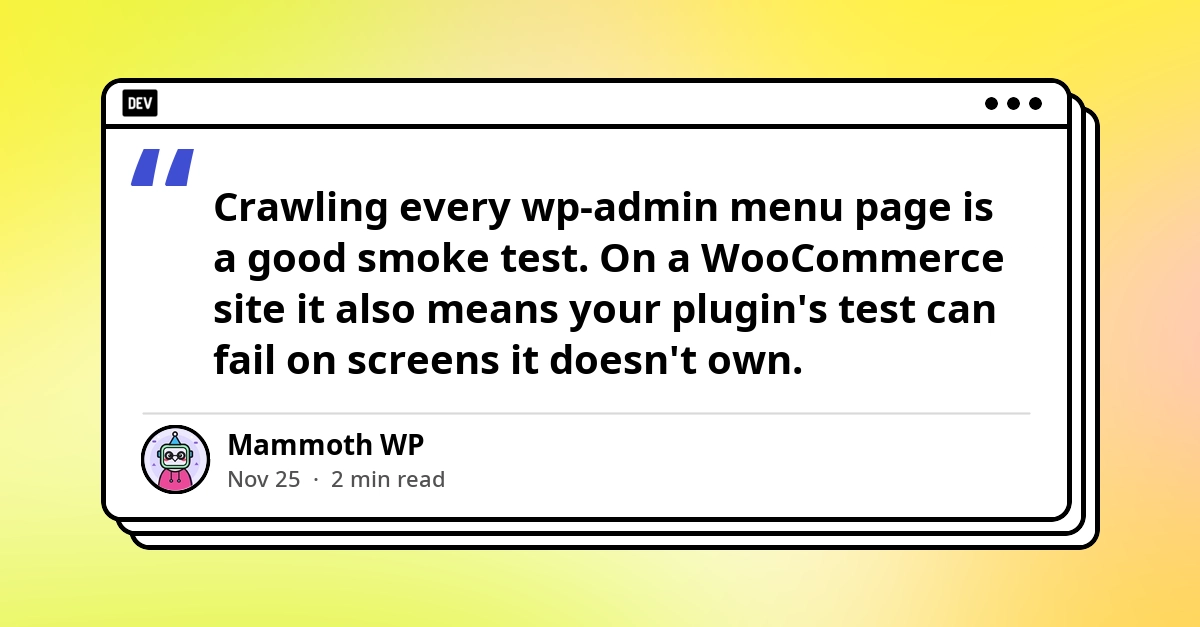 DEV
“
Crawling every wp-admin menu page is
a good smoke test. On a WooCommerce
site it also means your plugin's test can
fail on screens it doesn't own.
Mammoth WP
Nov 25 · 2 min read